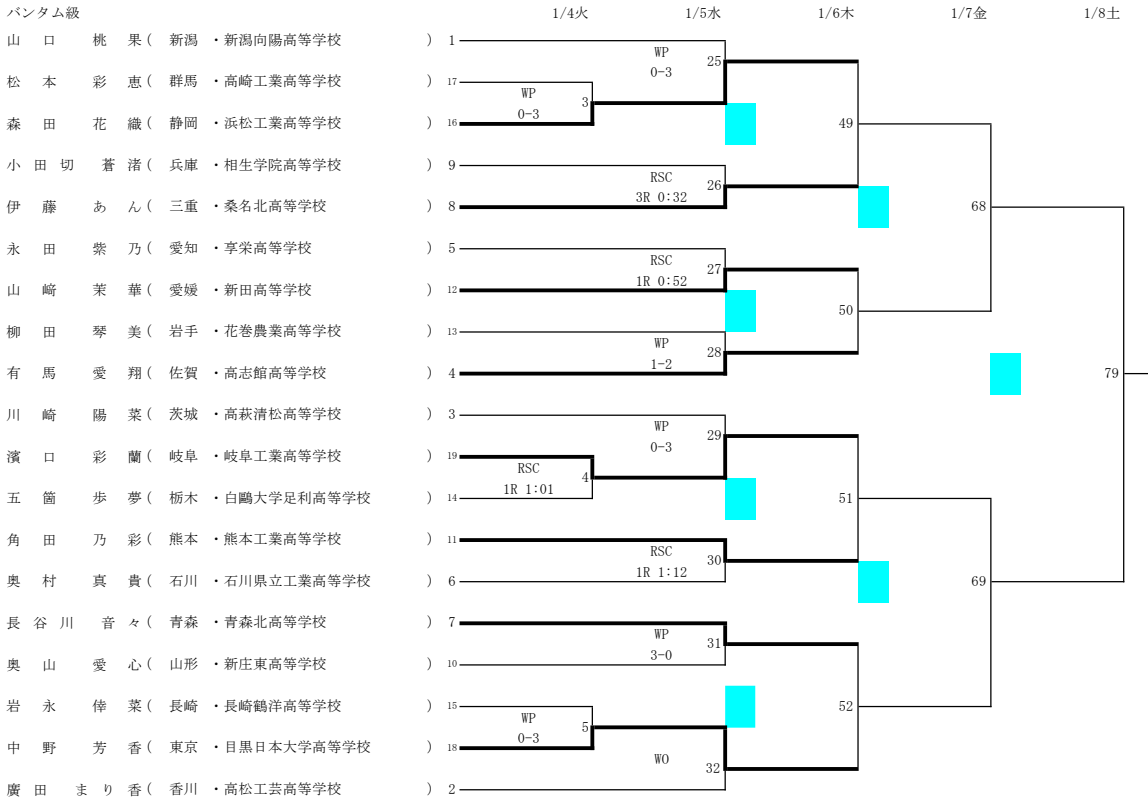 バンタム級 1/4火 1/5水 1/6木 1/7金 1/8土
山口桃果( 新潟 ・新潟向陽高等学校 ) 1
WP 25
0-3
松本彩恵( 群馬 ・高崎工業高等学校 ) 17
WP 3
0-3
森田花織( 静岡 ・浜松工業高等学校 ) 16
49
小田切蒼渚( 兵庫 ・相生学院高等学校 ) 9
RSC 26
3R 0:32
伊藤あん( 三重 ・桑名北高等学校 ) 8
68
永田紫乃( 愛知 ・享栄高等学校 ) 5
RSC 27
1R 0:52
山﨑茉華( 愛媛 ・新田高等学校 ) 12
50
柳田琴美( 岩手 ・花巻農業高等学校 ) 13
WP 28
1-2
有馬愛翔( 佐賀 ・高志館高等学校 ) 4
79
川崎陽菜( 茨城 ・高萩清松高等学校 ) 3
WP 29
0-3
濱口彩蘭( 岐阜 ・岐阜工業高等学校 ) 19
RSC 4
1R 1:01
五箇歩夢( 栃木 ・白鷗大学足利高等学校 ) 14
51
角田乃彩( 熊本 ・熊本工業高等学校 ) 11
RSC 30
1R 1:12
奥村真貴( 石川 ・石川県立工業高等学校 ) 6
69
長谷川音々( 青森 ・青森北高等学校 ) 7
WP 31
3-0
奥山愛心( 山形 ・新庄東高等学校 ) 10
岩永倖菜( 長崎 ・長崎鶴洋高等学校 ) 15
52
WP 5
0-3
中野芳香( 東京 ・目黒日本大学高等学校 ) 18
WO 32
廣田まり香( 香川 ・高松工芸高等学校 ) 2